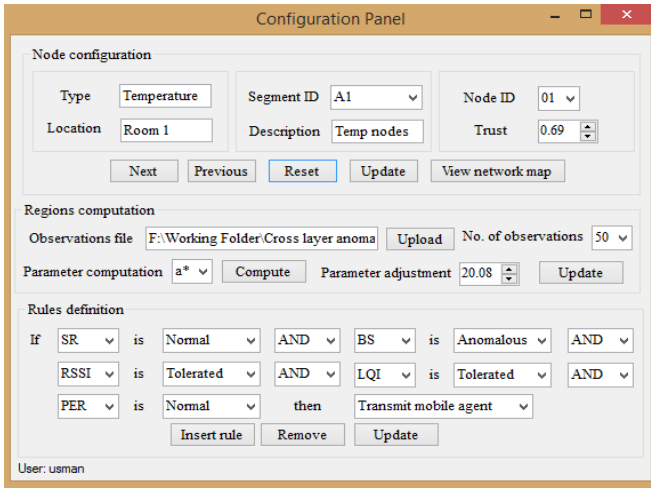 Configuration Panel
Node configuration
Type Temperature Segment ID A1 Node ID 01
Location Room 1 Description Temp nodes Trust 0.69
Next Previous Reset Update View network map
Regions computation
Observations file F:\Working Folder\Cross layer anoma Upload No. of observations 50
Parameter computation a* Compute Parameter adjustment 20.08 Update
Rules definition
If SR is Normal AND BS is Anomalous AND
RSSI is Tolerated AND LQI is Tolerated AND
PER is Normal then Transmit mobile agent
Insert rule Remove Update
User: usman